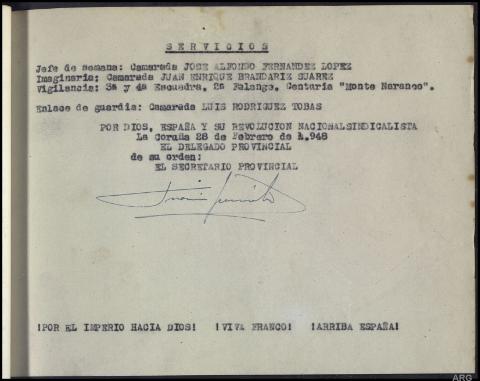 SERVICIOS
Jefe de semana: Camarada JOSE ALFONSO FERNANDEZ LOPEZ
Imaginaria: Camarada JUAN ENRIQUE BRANDARIZ SUAREZ
Vigilancia: 3a y 4a Escuadra, 2a Falange, Centuria "Monte Naranco".
Enlace de guardia: Camarada LUIS RODRIGUEZ TOBAS
POR DIOS, ESPAÑA Y SU REVOLUCION NACIONALSINDICALISTA
La Coruña 28 de Febrero de 1.948
EL DELEGADO PROVINCIAL
de su orden:
EL SECRETARIO PROVINCIAL
¡POR EL IMPERIO HACIA DIOS! ¡VIVA FRANCO! ¡ARRIBA ESPAÑA!
ARG